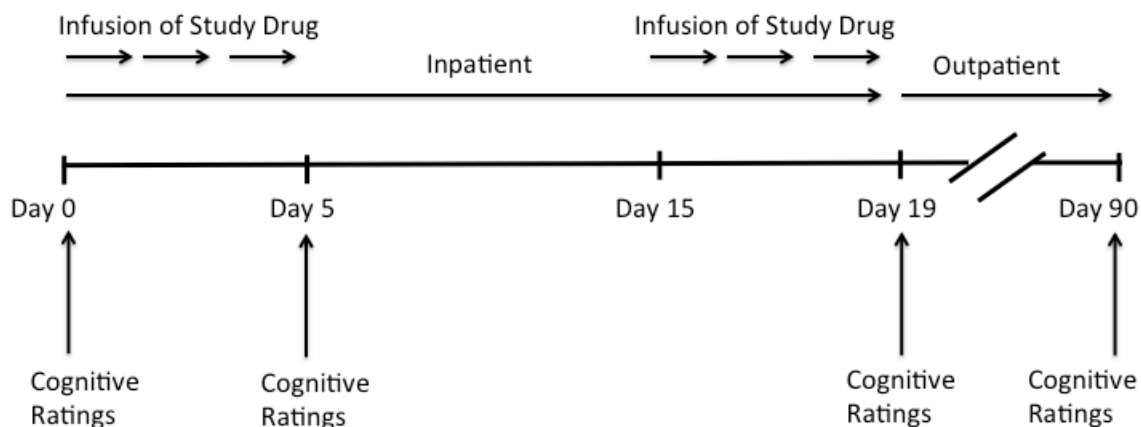 Infusion of Study Drug
Infusion of Study Drug
Inpatient
Outpatient
Day 0
Day 5
Day 15
Day 19
Day 90
Cognitive
Ratings
Cognitive
Ratings
Cognitive
Ratings
Cognitive
Ratings